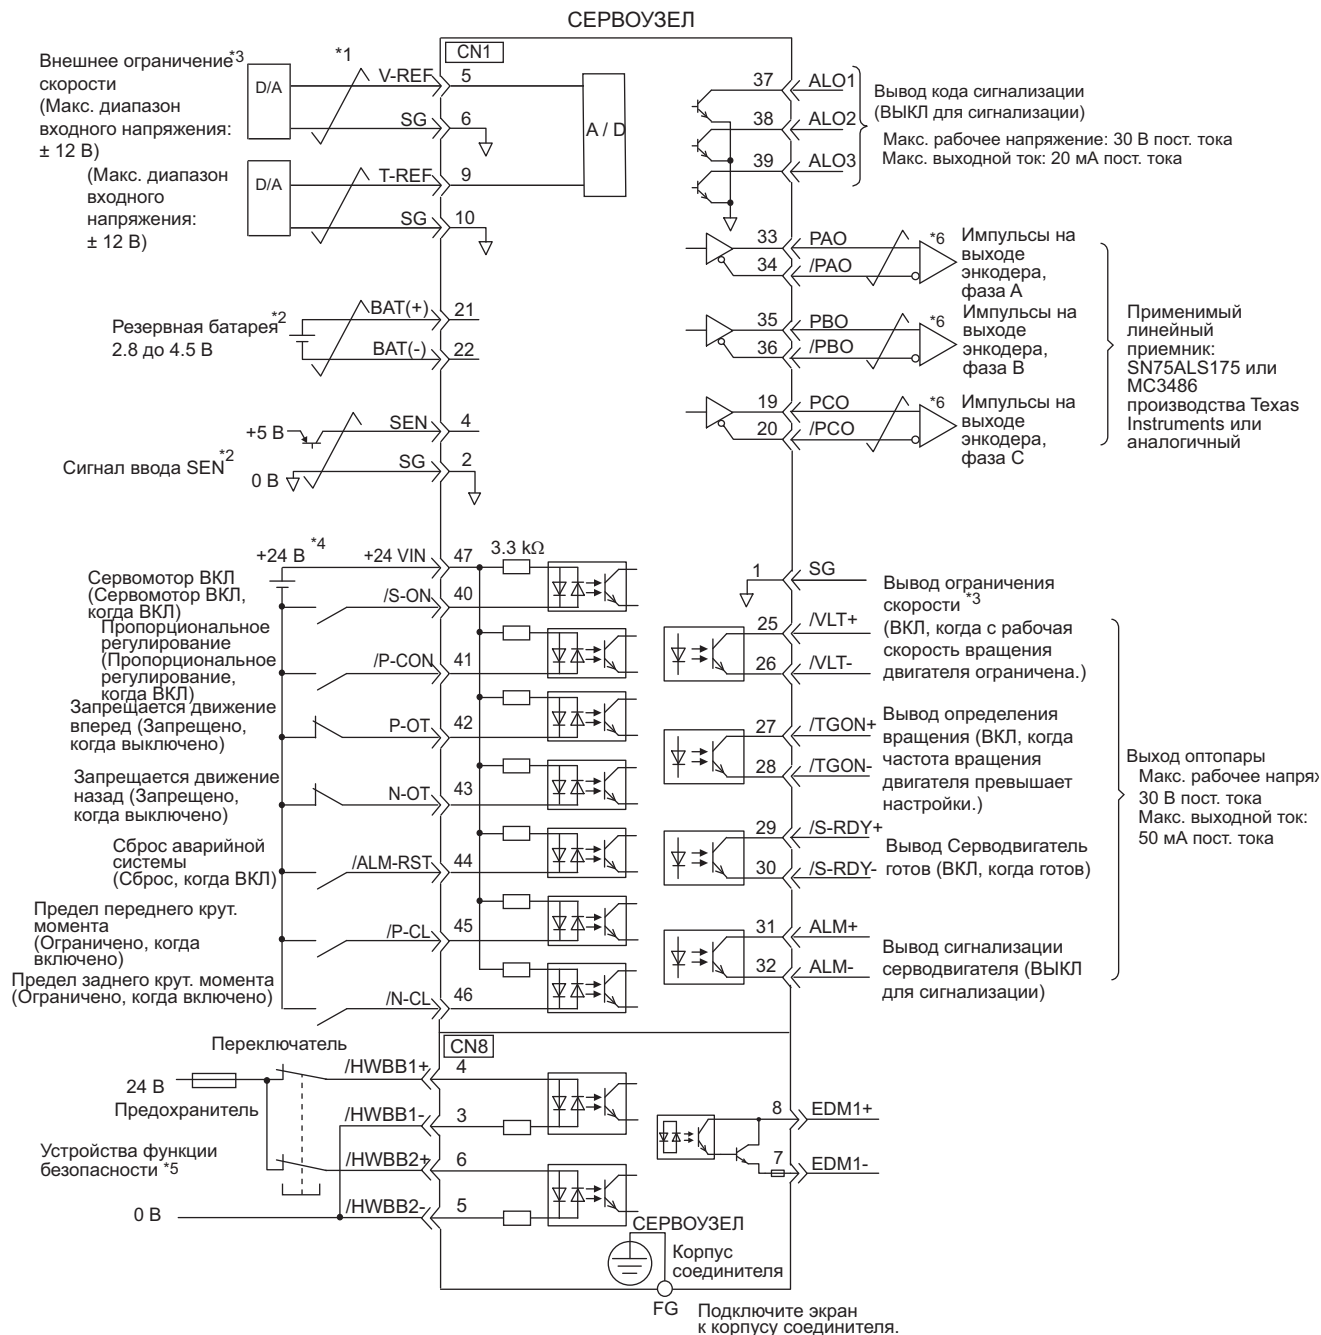 СЕРВОУЗЕЛ
CN1
Внешнее ограничение*3
скорости
(Макс. диапазон
входного напряжения:
± 12 В)
*1
D/A
V-REF
5
SG
6
A / D
(Макс. диапазон
входного
напряжения:
± 12 В)
D/A
T-REF
9
SG
10
37
ALO1
38
ALO2
39
ALO3
Вывод кода сигнализации
(ВЫКЛ для сигнализации)
Макс. рабочее напряжение: 30 В пост. тока
Макс. выходной ток: 20 мА пост. тока
33
PAO
34
/PAO
*6
Импульсы на
выходе
энкодера,
фаза A
35
PBO
36
/PBO
*6
Импульсы на
выходе
энкодера,
фаза B
19
PCO
20
/PCO
*6
Импульсы на
выходе
энкодера,
фаза C
Применимый
линейный
приемник:
SN75ALS175 или
MC3486
производства Texas
Instruments или
аналогичный
Резервная батарея*2
2.8 до 4.5 В
BAT(+)
21
BAT(-)
22
+5 В
SEN
4
Сигнал ввода SEN*2
0 В
SG
2
+24 В
*4
+24 VIN
47
3.3 kΩ
Сервомотор ВКЛ
(Сервомотор ВКЛ,
когда ВКЛ)
/S-ON
40
Пропорциональное
регулирование
(Пропорциональное
регулирование,
когда ВКЛ)
/P-CON
41
Запрещается движение
вперед (Запрещено,
когда выключено)
P-OT
42
Запрещается движение
назад (Запрещено,
когда выключено)
N-OT
43
Сброс аварийной
системы
(Сброс, когда ВКЛ)
/ALM-RST
44
Предел переднего крут.
момента
(Ограничено, когда
включено)
/P-CL
45
Предел заднего крут. момента
(Ограничено, когда включено)
/N-CL
46
1
SG
25
/VLT+
26
/VLT-
Вывод ограничения
скорости *3
(ВКЛ, когда с рабочая
скорость вращения
двигателя ограничена.)
27
/TGON+
28
/TGON-
Вывод определения
вращения (ВКЛ, когда
частота вращения
двигателя превышает
настройки.)
29
/S-RDY+
30
/S-RDY-
Вывод Серводвигатель
готов (ВКЛ, когда готов)
31
ALM+
32
ALM-
Вывод сигнализации
серводвигателя (ВЫКЛ
для сигнализации)
Выход оптопары
Макс. рабочее напря
30 В пост. тока
Макс. выходной ток:
50 мА пост. тока
CN8
Переключатель
24 В
Предохранитель
/HWBB1+
4
/HWBB1-
3
Устройства функции
безопасности *5
/HWBB2+
6
0 В
/HWBB2-
5
8
EDM1+
7
EDM1-
СЕРВОУЗЕЛ
Корпус
соединителя
FG
Подключите экран
к корпусу соединителя.